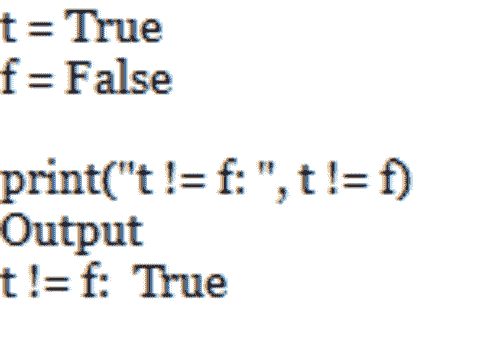 t = True
f = False
print("t != f: ", t != f)
Output
t != f:  True